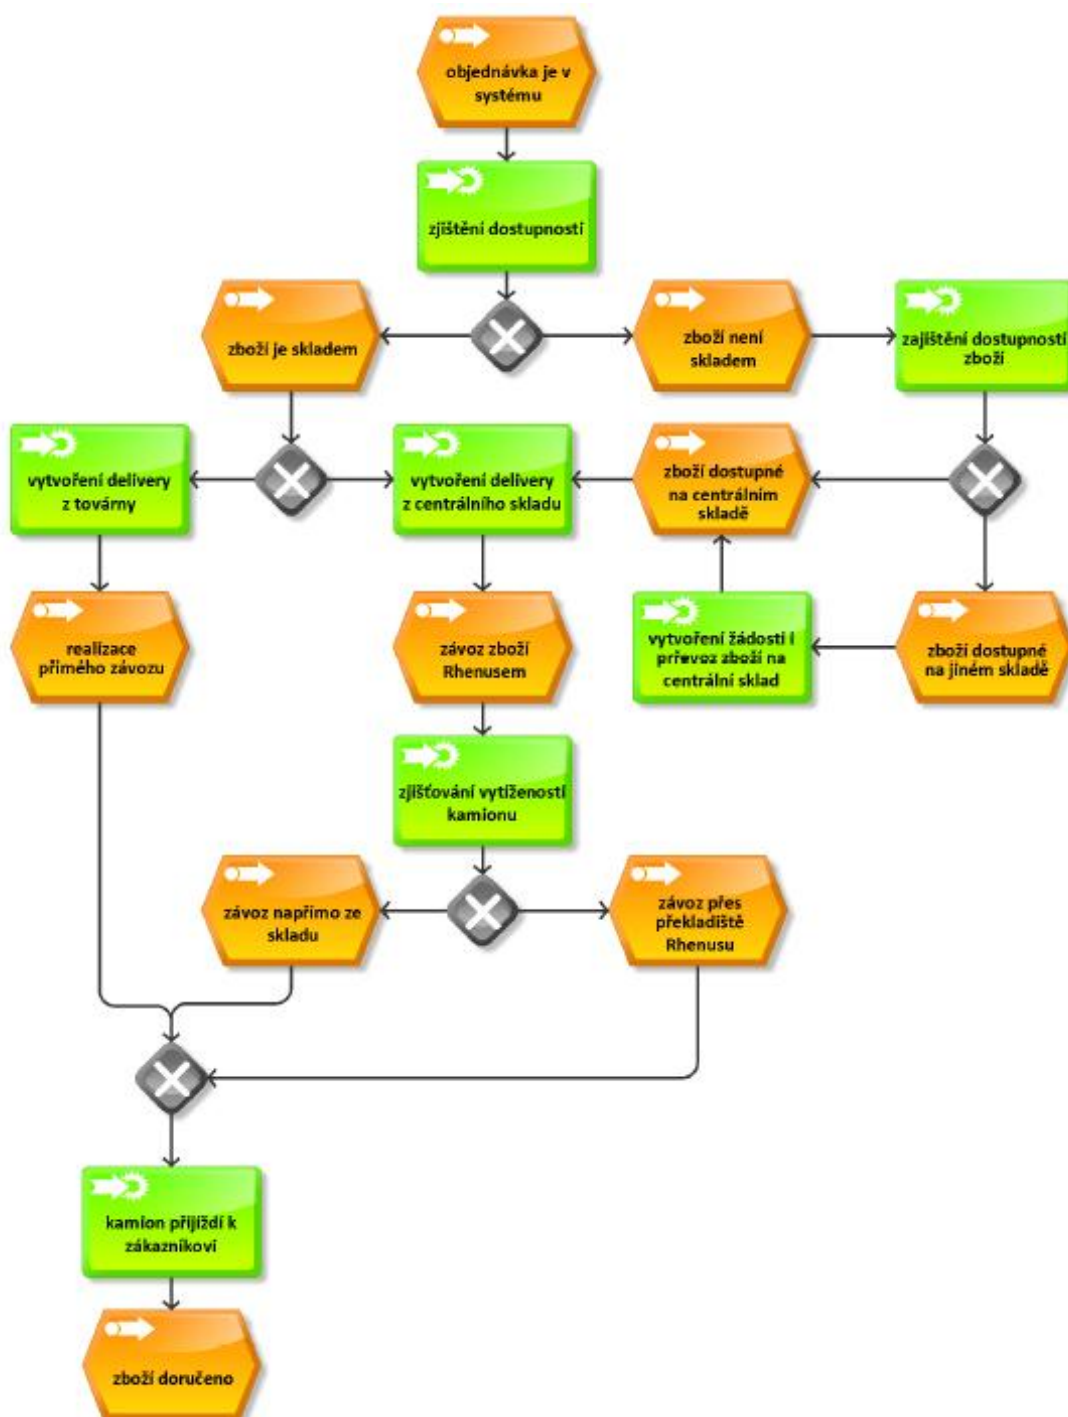 objednávka je v
systému
zjištění dostupnosti
zboží je skladem
zboží není
skladem
zajištění dostupnosti
zboží
vytvoření delivery
z továrny
vytvoření delivery
z centrálního skladu
zboží dostupné
na centrálním
skladě
realizace
přímého závozu
závoz zboží
Rhenusem
vytvoření žádosti i
prřevoz zboží na
centrální sklad
zboží dostupné
na jiném skladě
zjišťování vytíženosti
kamionu
závoz napřímo ze
skladu
závoz přes
překladiště
Rhenusu
kamion přijíždí k
zákazníkovi
zboží doručeno